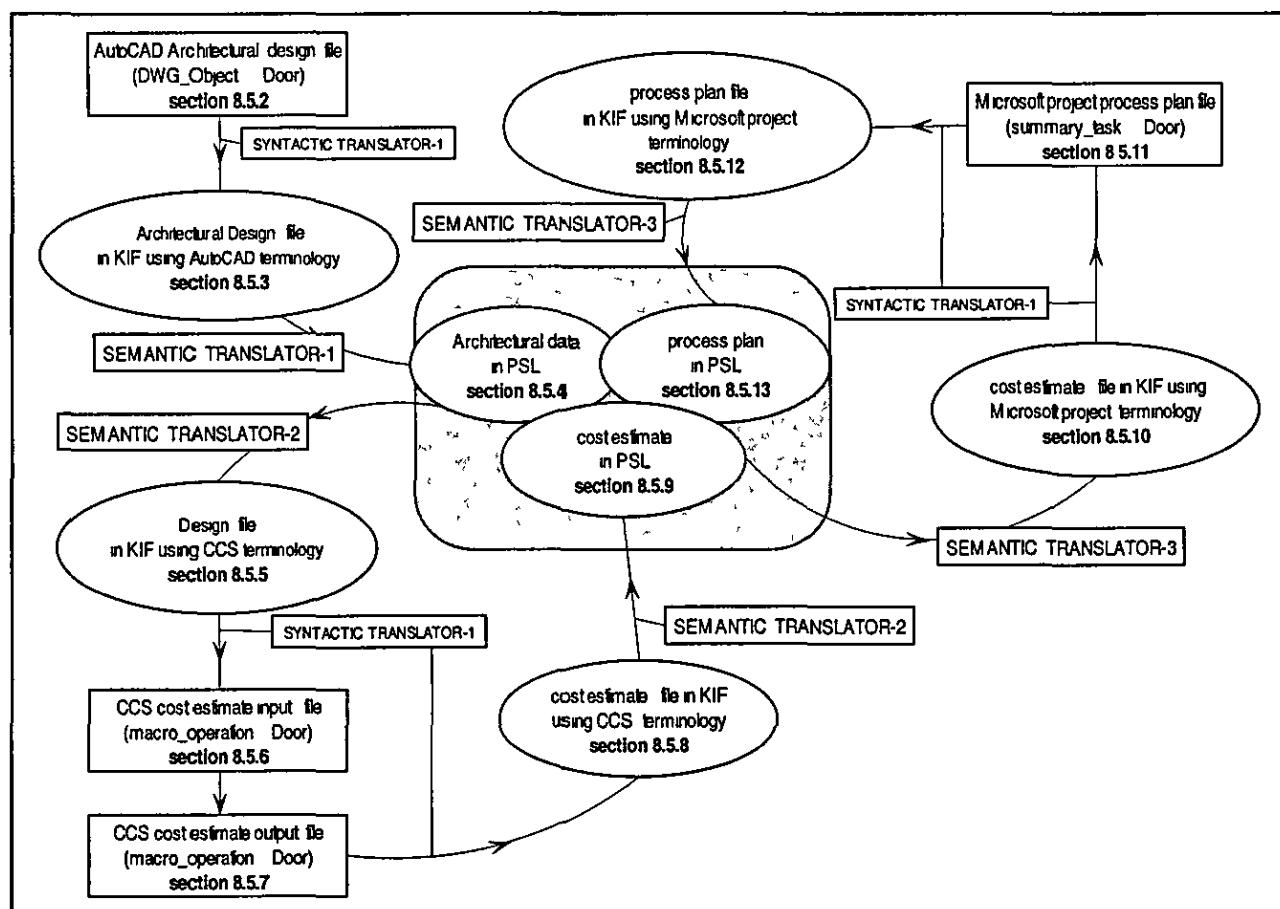 AutoCAD Architectural design file
(DWG_Object Door)
section 8.5.2
SYNTACTIC TRANSLATOR-1
Architectural Design file
in KIF using AutoCAD terminology
section 8.5.3
SEMANTIC TRANSLATOR-1
SEMANTIC TRANSLATOR-2
Design file
in KIF using CCS terminology
section 8.5.5
SYNTACTIC TRANSLATOR-1
CCS cost estimate input file
(macro_operation Door)
section 8.5.6
CCS cost estimate output file
(macro_operation Door)
section 8.5.7
process plan file
in KIF using Microsoft project
terminology
section 8.5.12
SEMANTIC TRANSLATOR-3
Architectural data
in PSL
section 8.5.4
process plan
in PSL
section 8.5.13
cost estimate
in PSL
section 8.5.9
SEMANTIC TRANSLATOR-2
cost estimate file in KIF
using CCS terminology
section 8.5.8
Microsoft project process plan file
(summary_task Door)
section 8 5.11
SYNTACTIC TRANSLATOR-1
cost estimate file in KIF using
Microsoft project terminology
section 8.5.10
SEMANTIC TRANSLATOR-3